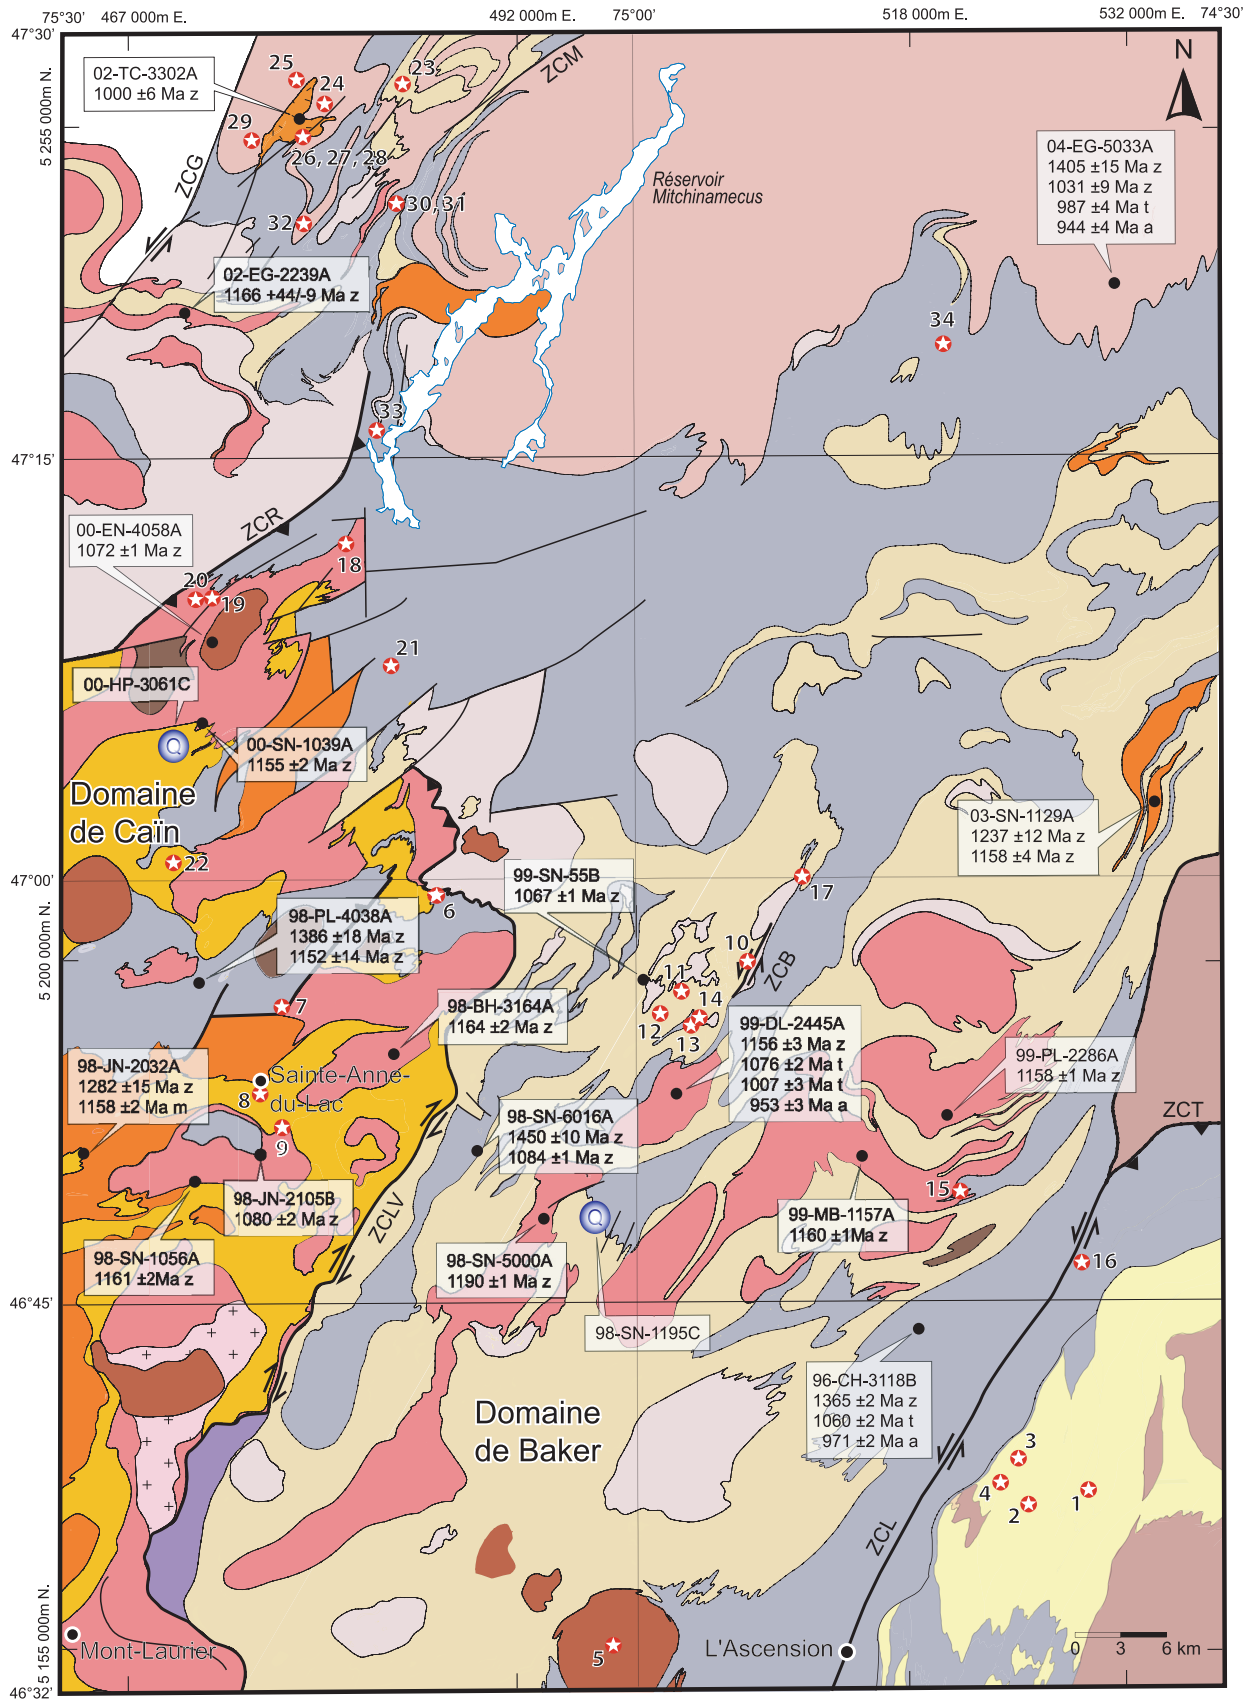 75°30' 467 000m E. 492 000m E. 75°00' 518 000m E. 532 000m E. 74°30'
47°30'
N
ZCM
25
24
23
02-TC-3302A
1000 ±6 Ma z
29
26, 27, 28
5 255 000m N.
04-EG-5033A
1405 ±15 Ma z
1031 ±9 Ma z
987 ±4 Ma t
944 ±4 Ma a
ZCG
Réservoir
Mitchinamecus
30, 31
32
02-EG-2239A
1166 +44/-9 Ma z
34
33
47°15'
ZCR
00-EN-4058A
1072 ±1 Ma z
18
20
19
21
00-HP-3061C
Q
00-SN-1039A
1155 ±2 Ma z
Domaine
de Caïn
03-SN-1129A
1237 ±12 Ma z
1158 ±4 Ma z
22
47°00'
99-SN-55B
1067 ±1 Ma z
17
6
98-PL-4038A
1386 ±18 Ma z
1152 ±14 Ma z
5 200 000m N.
10
ZCB
11
14
12
13
7
98-BH-3164A
1164 ±2 Ma z
99-DL-2445A
1156 ±3 Ma z
1076 ±2 Ma t
1007 ±3 Ma t
953 ±3 Ma a
99-PL-2286A
1158 ±1 Ma z
98-JN-2032A
1282 ±15 Ma z
1158 ±2 Ma m
Sainte-Anne-
du-Lac
8
9
98-SN-6016A
1450 ±10 Ma z
1084 ±1 Ma z
ZCT
98-JN-2105B
1080 ±2 Ma z
ZCLV
15
Q
99-MB-1157A
1160 ±1Ma z
98-SN-1056A
1161 ±2Ma z
98-SN-5000A
1190 ±1 Ma z
16
46°45'
98-SN-1195C
96-CH-3118B
1365 ±2 Ma z
1060 ±2 Ma t
971 ±2 Ma a
Domaine
de Baker
3
4
2
1
ZCL
5 155 000m N.
Mont-Laurier
5
L'Ascension
0 3 6 km
46°32'